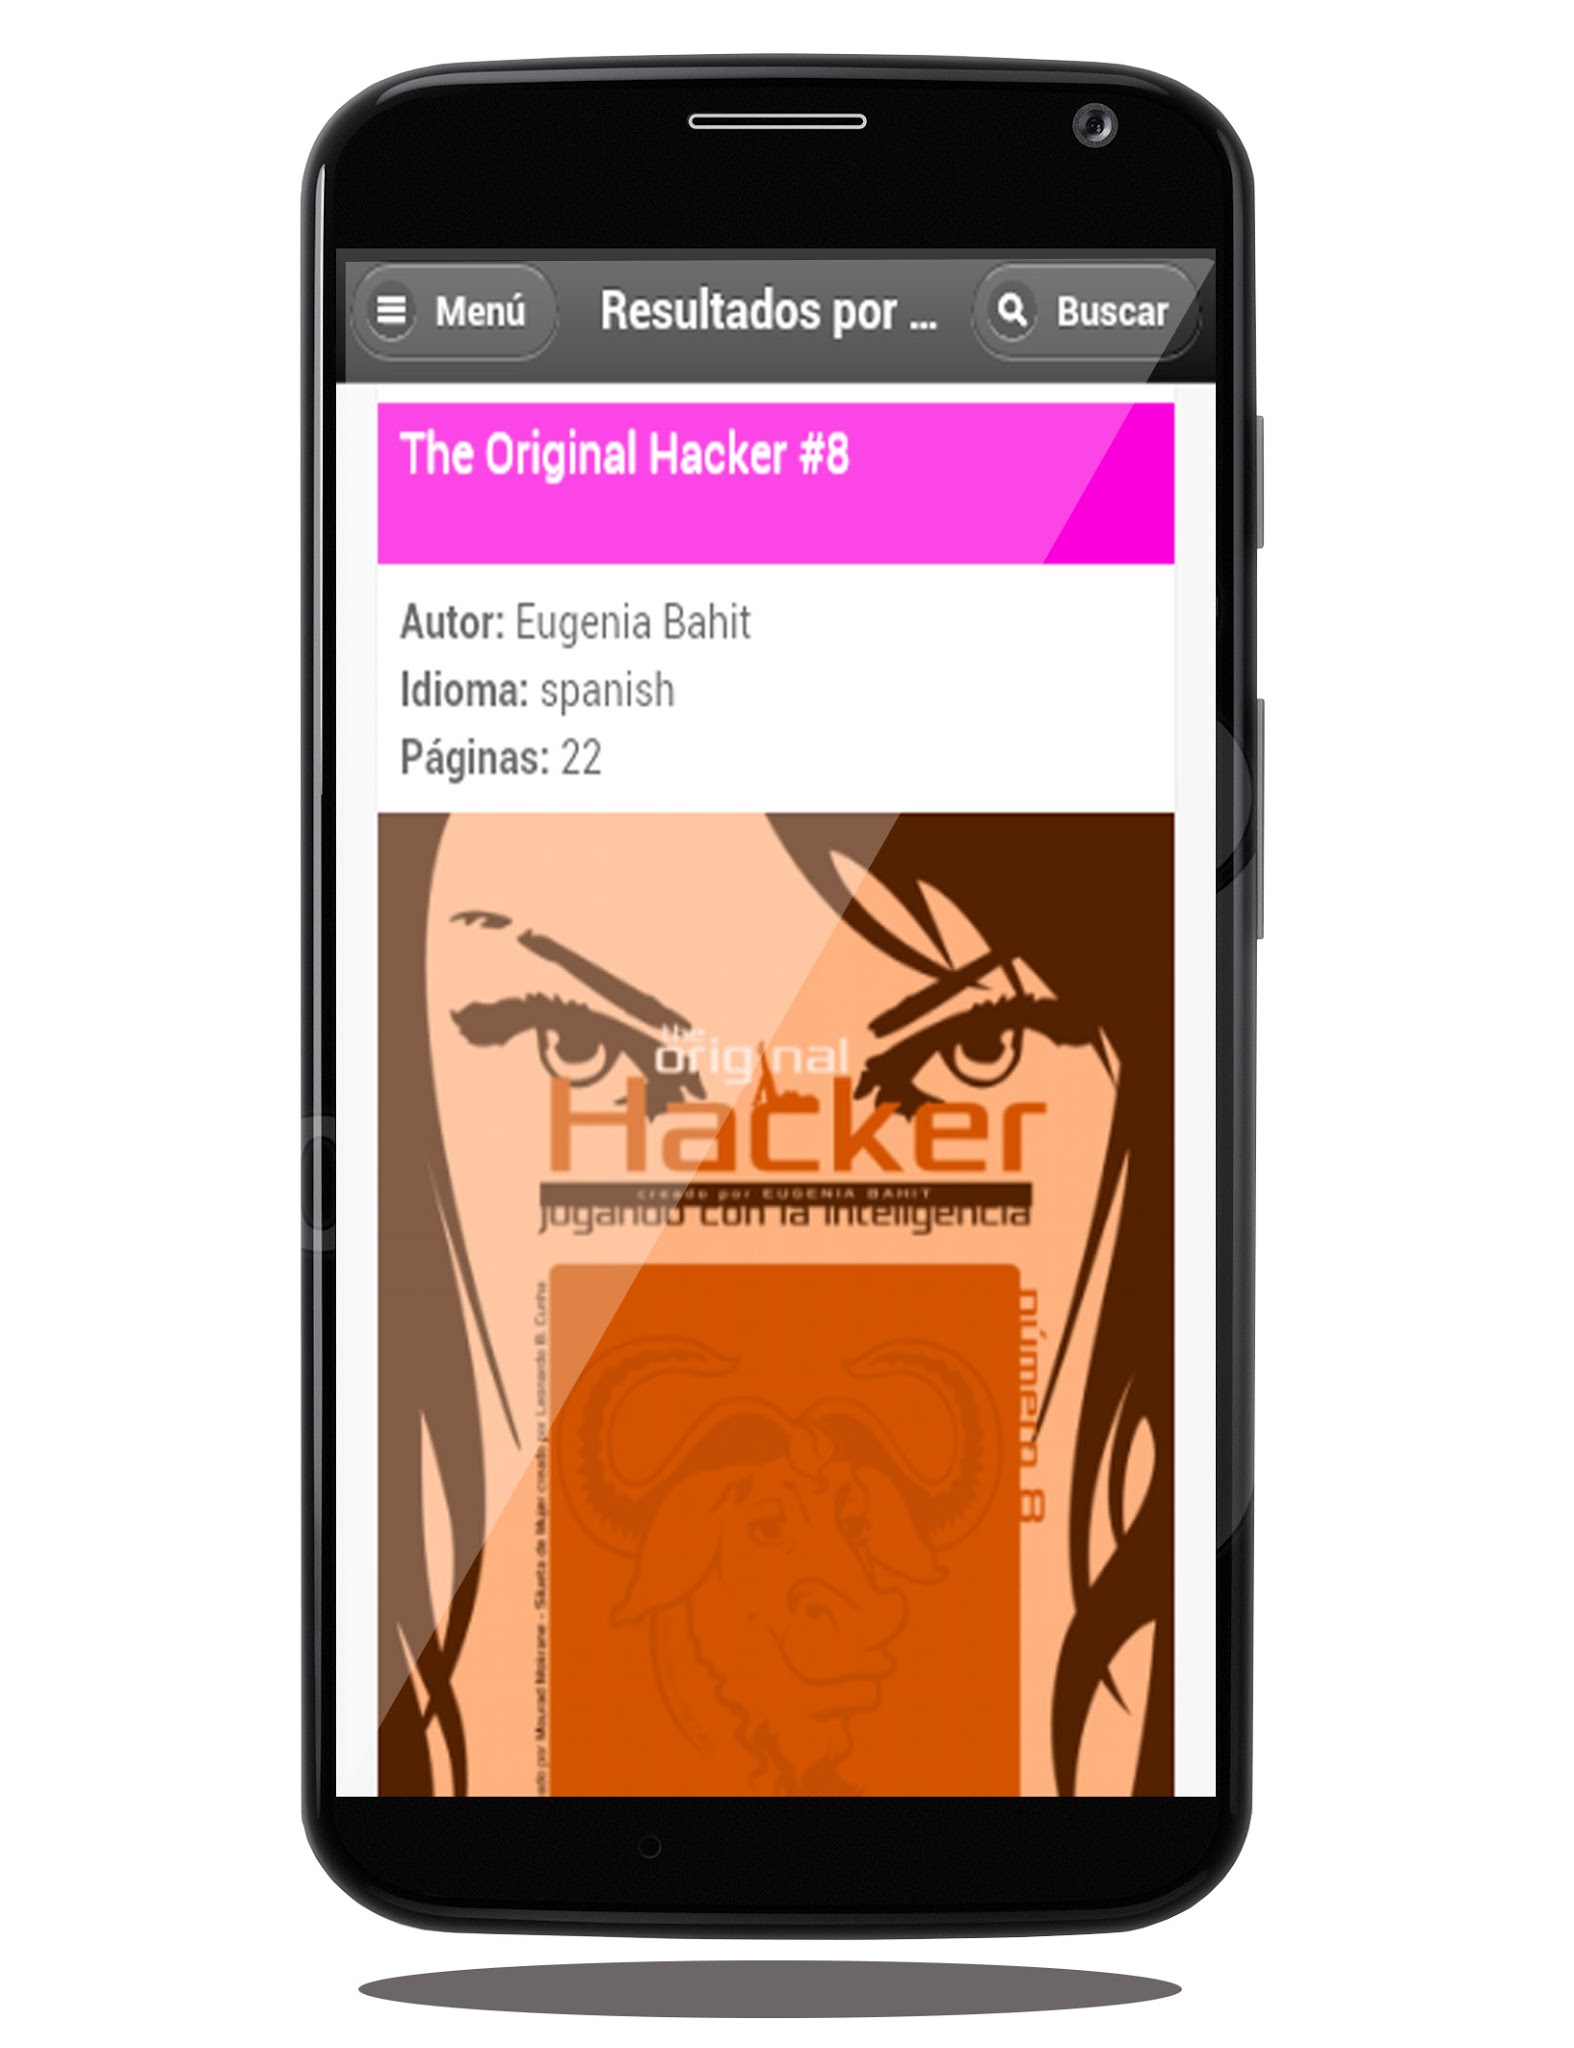 Menú
Resultados por ...
Buscar
The Original Hacker #8
Autor: Eugenia Bahit
Idioma: spanish
Páginas: 22
the
original
Hacker
creado por EUGENIA BAHIT
jugando con la inteligencia
número 8
ado por Mourad Mokrane - Silueta de Mujer creado por Leonardo B. Cunha